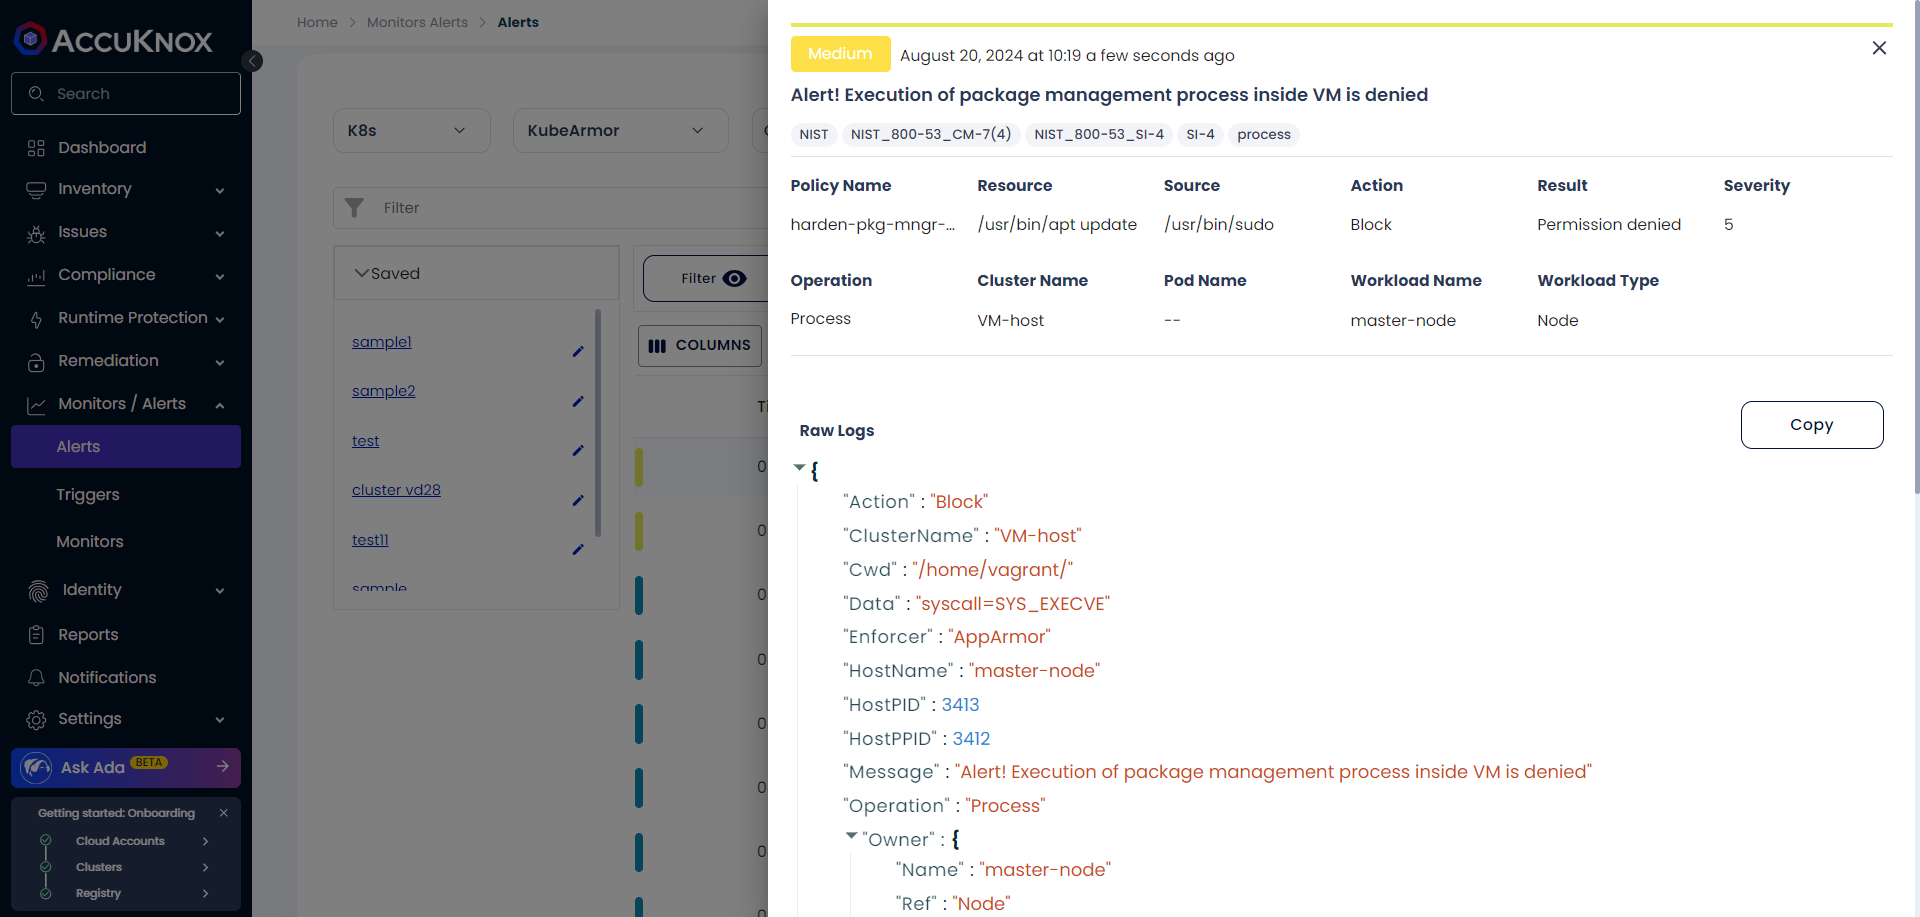 ACCUKNOX
Search
Dashboard
Inventory
Issues
Compliance
Runtime Protection
Remediation
Monitors / Alerts
Alerts
Triggers
Monitors
Identity
Reports
Notifications
Settings
Ask Ada BETA
Getting started: Onboarding
Cloud Accounts
Clusters
Registry
Home > Monitors Alerts > Alerts
K8s
KubeArmor
Filter
Saved
sample1
sample2
test
cluster vd28
test11
sample
Filter
COLUMNS
Medium August 20, 2024 at 10:19 a few seconds ago
Alert! Execution of package management process inside VM is denied
NIST NIST_800-53_CM-7(4) NIST_800-53_SI-4 SI-4 process
Policy Name Resource Source Action Result Severity
harden-pkg-mngr-... /usr/bin/apt update /usr/bin/sudo Block Permission denied 5
Operation Cluster Name Pod Name Workload Name Workload Type
Process VM-host -- master-node Node
Raw Logs
Copy
{
"Action" : "Block"
"ClusterName" : "VM-host"
"Cwd" : "/home/vagrant/"
"Data" : "syscall=SYS_EXECVE"
"Enforcer" : "AppArmor"
"HostName" : "master-node"
"HostPID" : 3413
"HostPPID" : 3412
"Message" : "Alert! Execution of package management process inside VM is denied"
"Operation" : "Process"
"Owner" : {
"Name" : "master-node"
"Ref" : "Node"